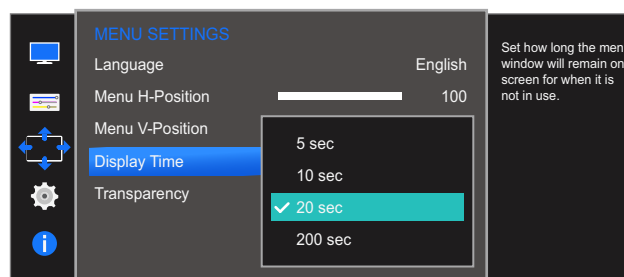 MENU SETTINGS
Language English
Menu H-Position 100
Menu V-Position
Display Time
Transparency
5 sec
10 sec
20 sec
200 sec
Set how long the men
window will remain on
screen for when it is
not in use.
i